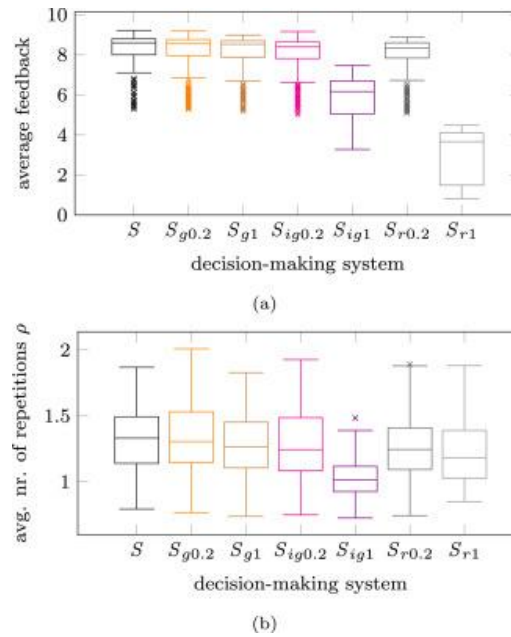 10
8
6
4
2
0
average feedback
S S_{g0.2} S_{g1} S_{ig0.2} S_{ig1} S_{r0.2} S_{r1}
decision-making system
(a)
2
1.5
1
avg. nr. of repetitions ρ
S S_{g0.2} S_{g1} S_{ig0.2} S_{ig1} S_{r0.2} S_{r1}
decision-making system
(b)